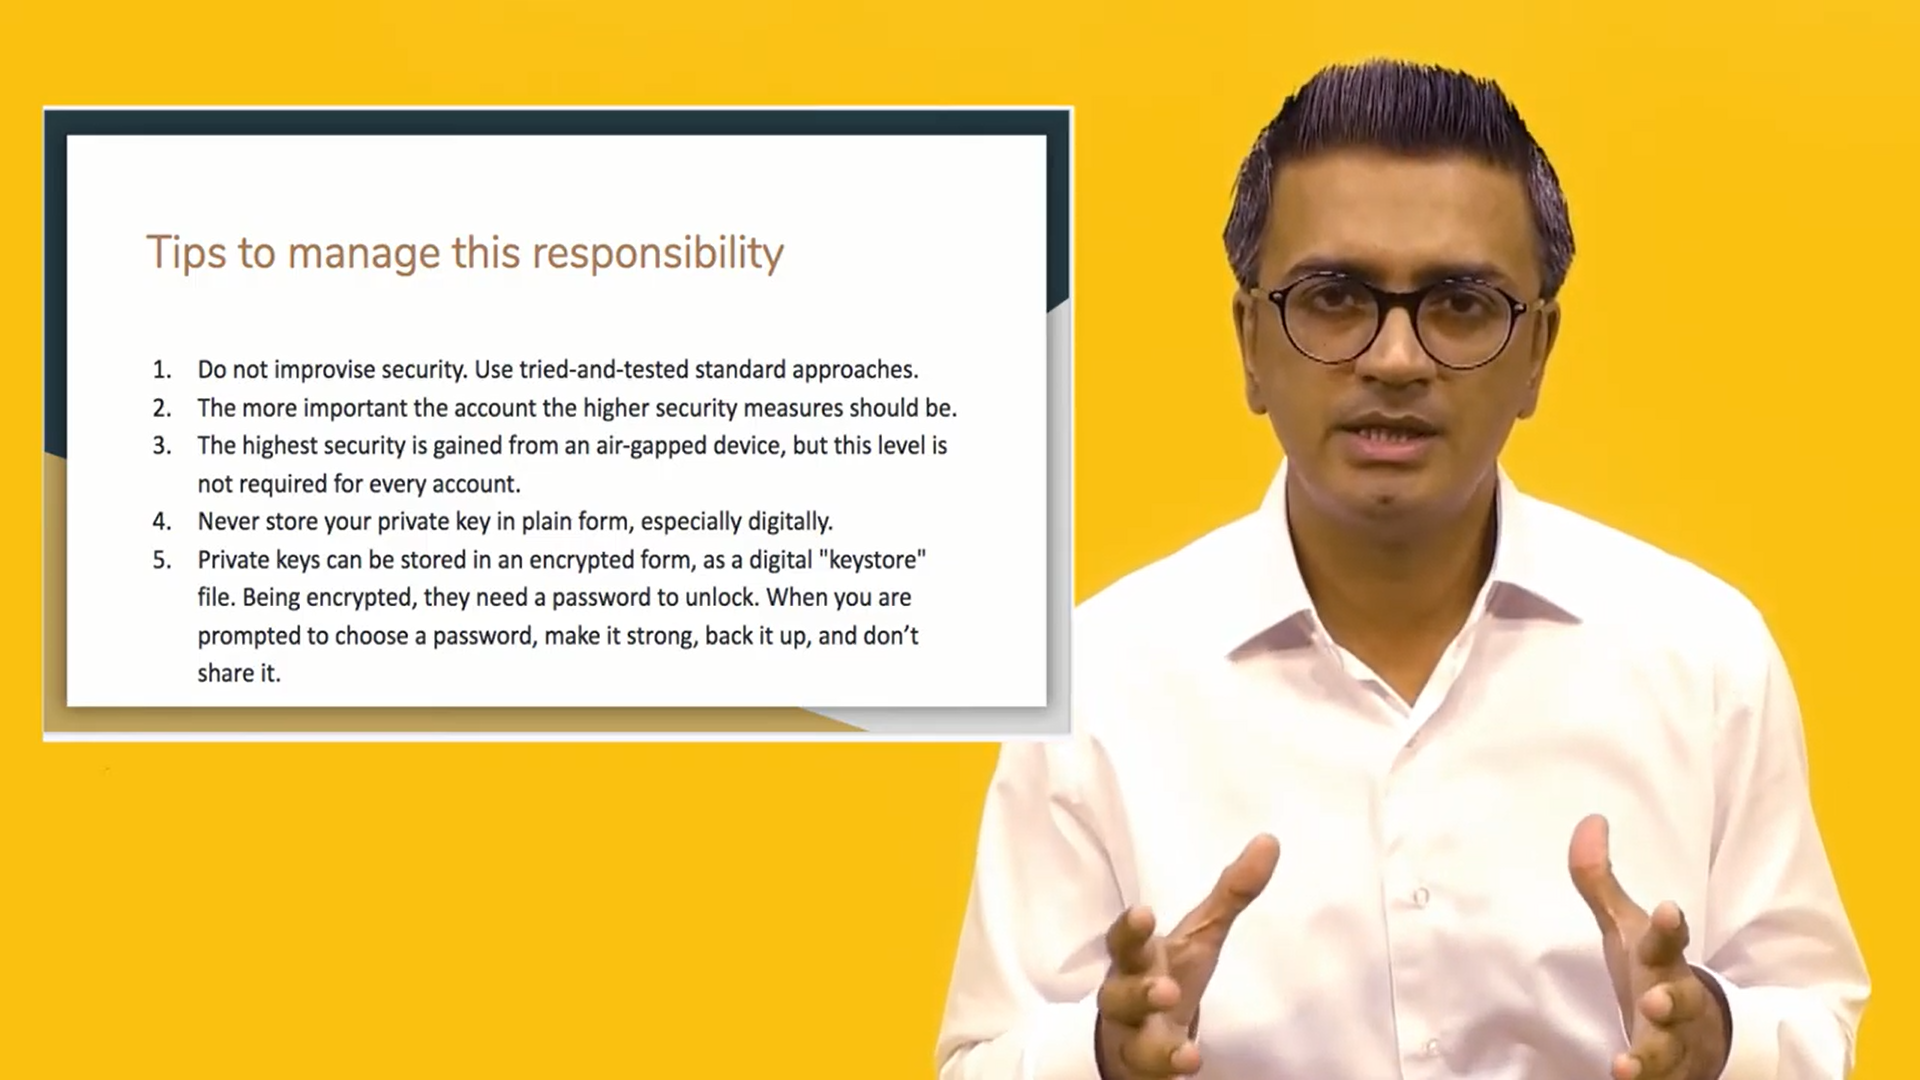 Tips to manage this responsibility
1. Do not improvise security. Use tried-and-tested standard approaches.
2. The more important the account the higher security measures should be.
3. The highest security is gained from an air-gapped device, but this level is
not required for every account.
4. Never store your private key in plain form, especially digitally.
5. Private keys can be stored in an encrypted form, as a digital "keystore"
file. Being encrypted, they need a password to unlock. When you are
prompted to choose a password, make it strong, back it up, and don’t
share it.